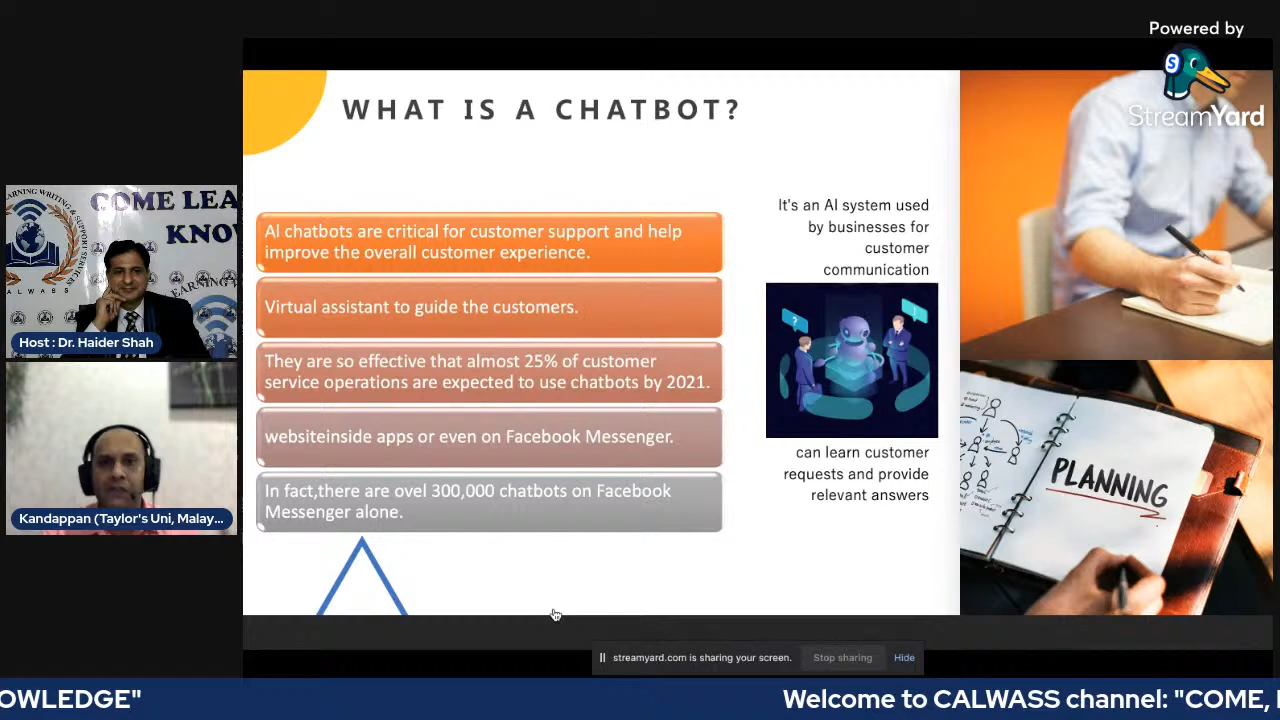 Powered by
StreamYard
WHAT IS A CHATBOT?
It's an AI system used
by businesses for
customer
communication
AI chatbots are critical for customer support and help
improve the overall customer experience.
Virtual assistant to guide the customers.
They are so effective that almost 25% of customer
service operations are expected to use chatbots by 2021.
websiteinside apps or even on Facebook Messenger.
In fact,there are ovel 300,000 chatbots on Facebook
Messenger alone.
can learn customer
requests and provide
relevant answers
PLANNING
COME LEA
KNOW
CALWASS
Host : Dr. Haider Shah
Kandappan (Taylor's Uni, Malay...
streamyard.com is sharing your screen.
Stop sharing
Hide
OWLEDGE"
Welcome to CALWASS channel: "COME,